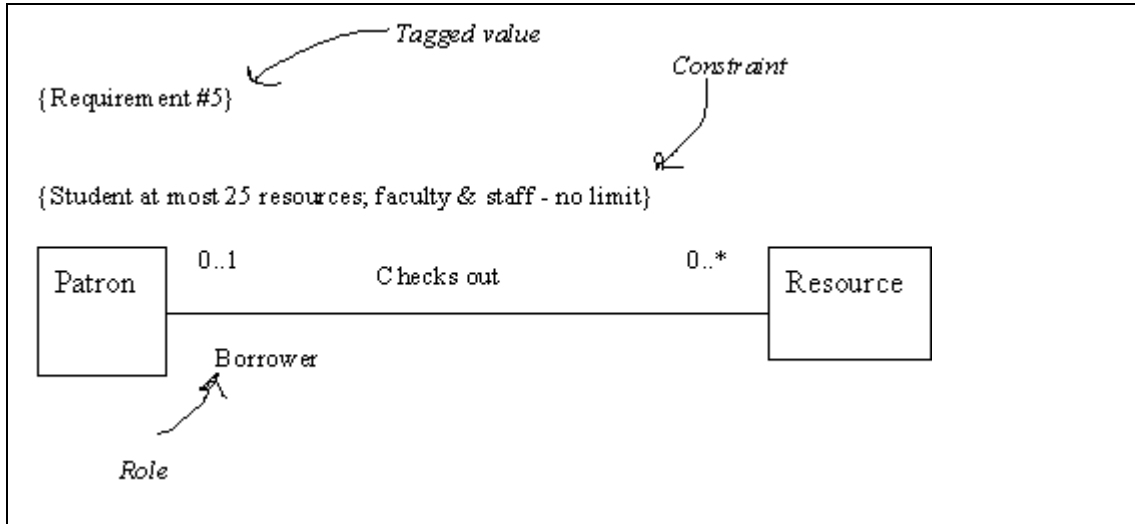 Tagged value
Constraint
{Requirement #5}
{Student at most 25 resources; faculty & staff - no limit}
0..1
0..*
Patron
Checks out
Resource
Borrower
Role